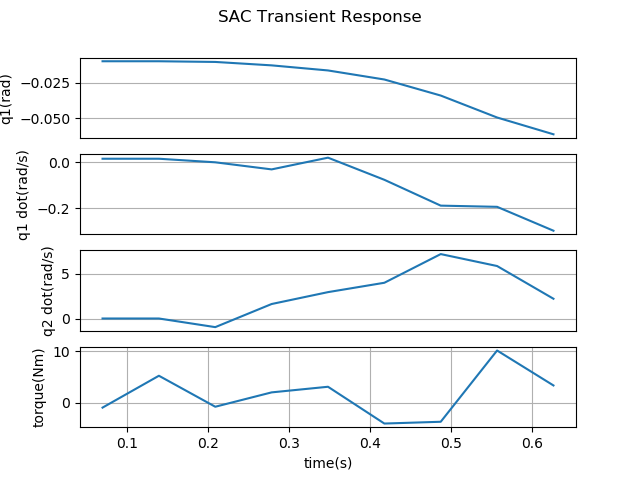 SAC Transient Response
−0.025
−0.050
q1(rad)
0.0
−0.2
q1 dot(rad/s)
5
0
q2 dot(rad/s)
10
0
torque(Nm)
0.1 0.2 0.3 0.4 0.5 0.6
time(s)